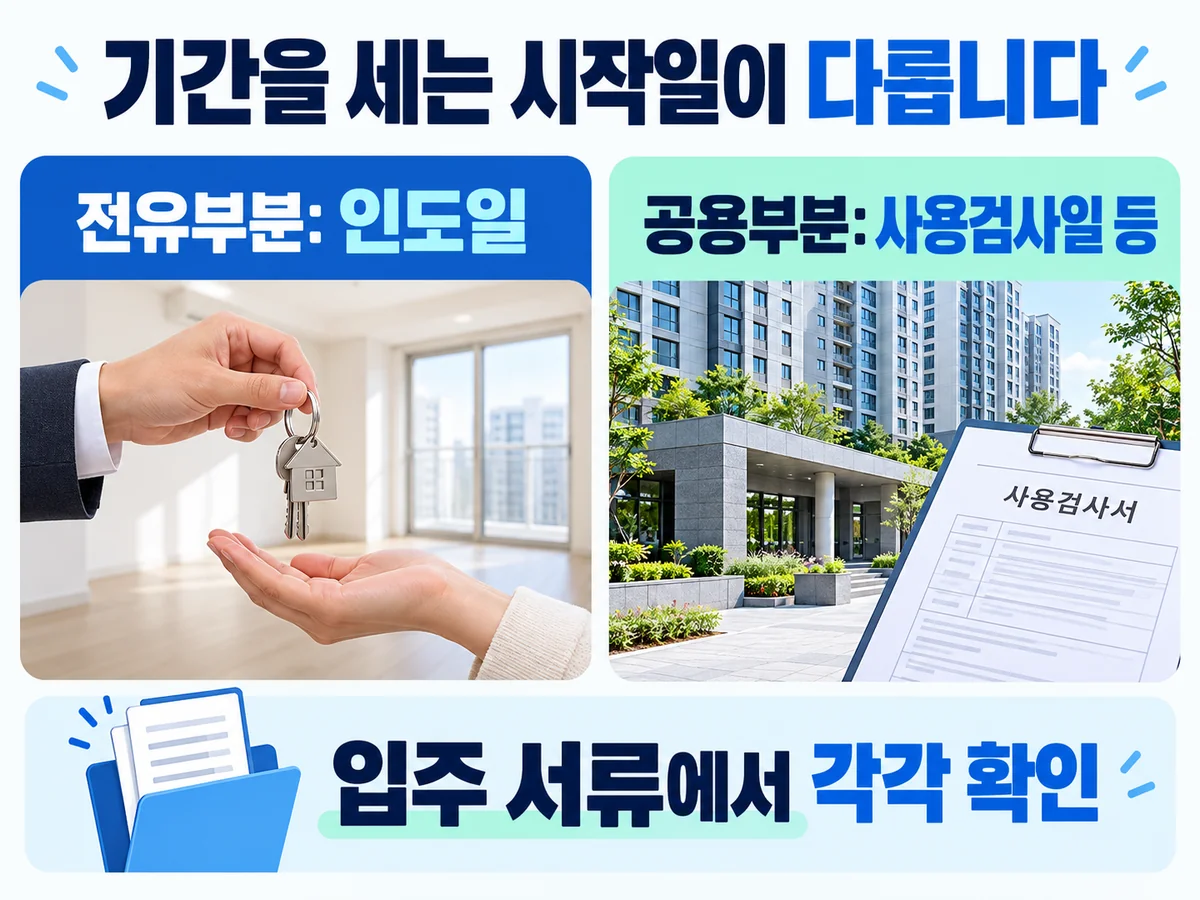 기간을 세는 시작일이 다릅니다
전유부분: 인도일
공용부분: 사용검사일 등
사용검사서
입주 서류에서 각각 확인